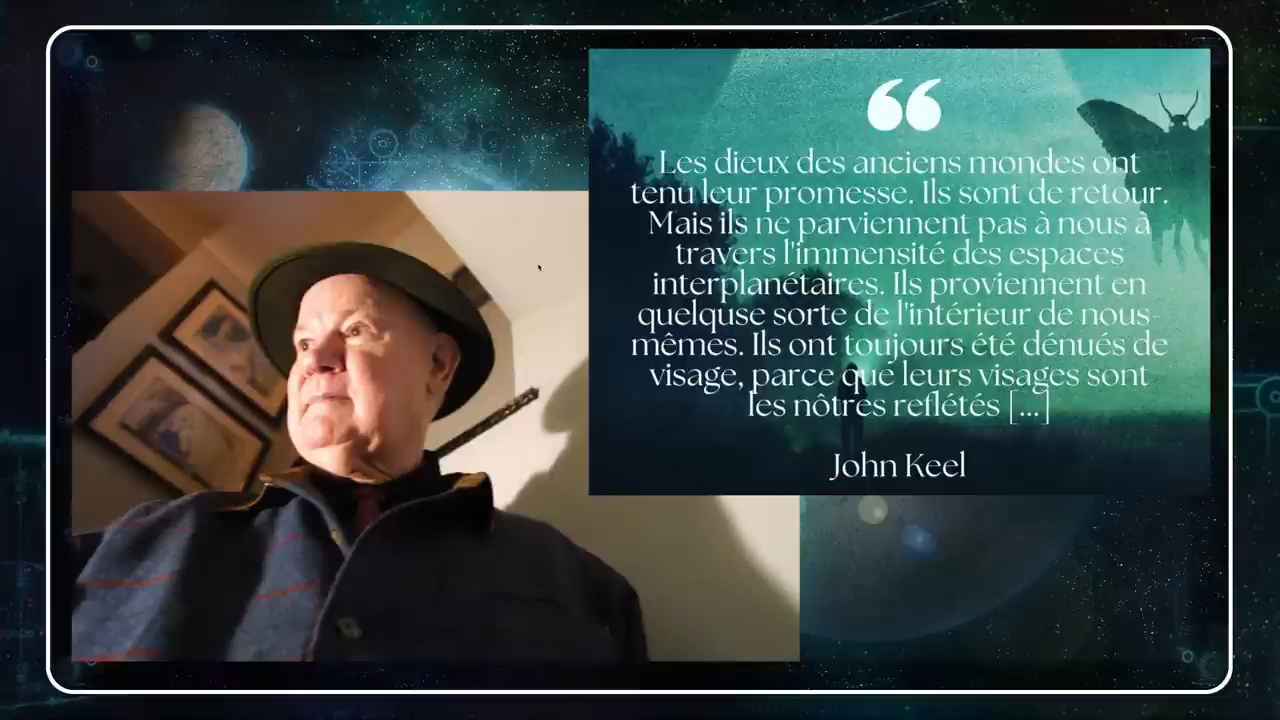 Les dieux des anciens mondes ont
tenu leur promesse. Ils sont de retour.
Mais ils ne parviennent pas à nous à
travers l'immensité des espaces
interplanétaires. Ils proviennent en
quelquse sorte de l'intérieur de nous-
mêmes. Ils ont toujours été dénués de
visage, parce que leurs visages sont
les nôtres reflétés [...]
John Keel